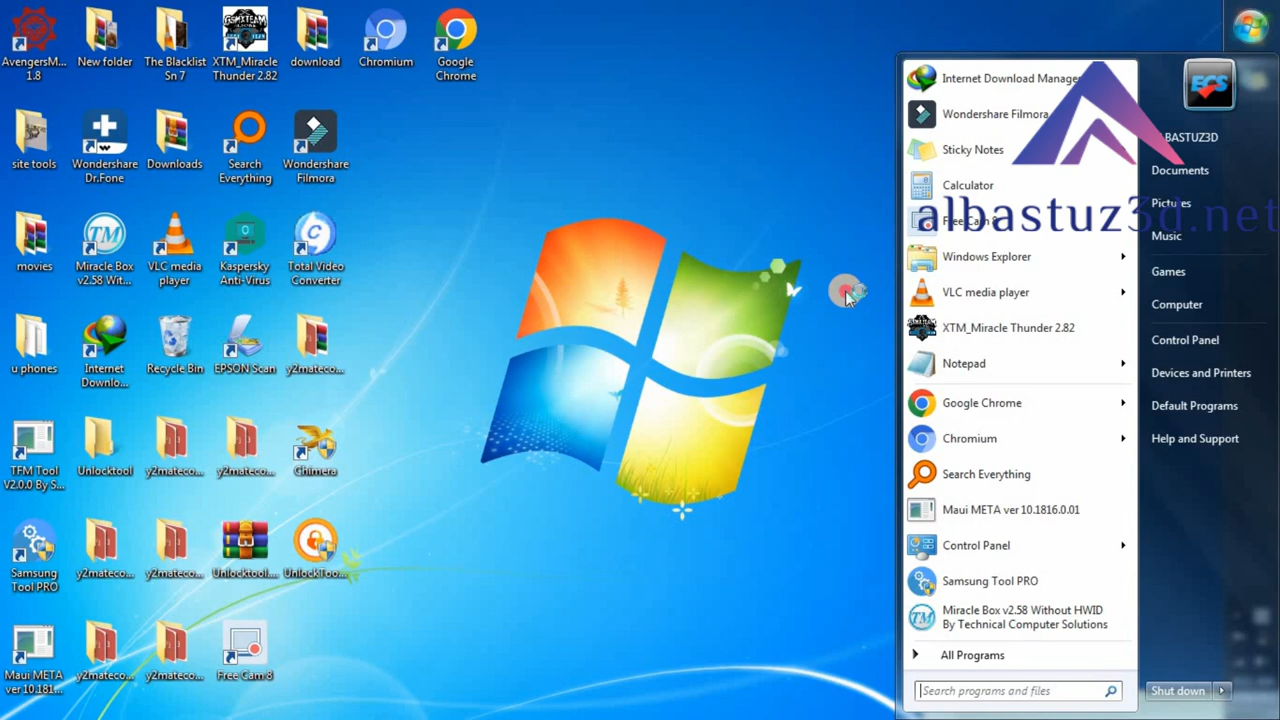 AvengersM...
1.8
New folder
The Blacklist
Sn 7
XTM_Miracle
Thunder 2.82
download
Chromium
Google
Chrome
site tools
Wondershare
Dr.Fone
Downloads
Search
Everything
Wondershare
Filmora
movies
Miracle Box
v2.58 Wit...
VLC media
player
Kaspersky
Anti-Virus
Total Video
Converter
u phones
Internet
Downlo...
Recycle Bin
EPSON Scan
y2mateco...
TFM Tool
V2.0.0 By S...
Unlocktool
y2mateco...
y2mateco...
Chimera
Samsung
Tool PRO
y2mateco...
y2mateco...
Unlocktool....
UnlockToo...
Maui META
ver 10.181...
y2mateco...
y2mateco...
Free Cam 8
Internet Download Manager
Wondershare Filmora
Sticky Notes
Calculator
Free Cam 8
Windows Explorer
VLC media player
XTM_Miracle Thunder 2.82
Notepad
Google Chrome
Chromium
Search Everything
Maui META ver 10.1816.0.01
Control Panel
Samsung Tool PRO
Miracle Box v2.58 Without HWID
By Technical Computer Solutions
All Programs
Search programs and files
ECS
BASTUZ3D
Documents
Pictures
Music
Games
Computer
Control Panel
Devices and Printers
Default Programs
Help and Support
Shut down
albastuz3d.net